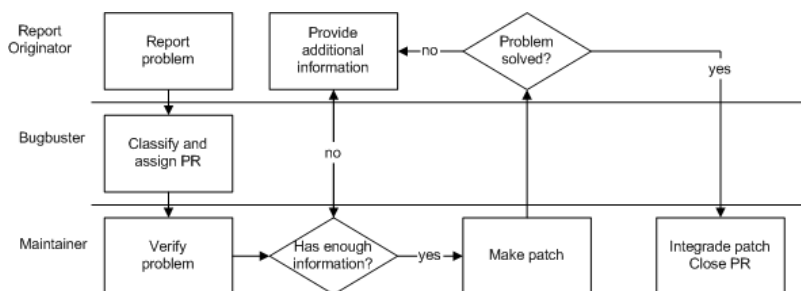 Report
Originator
Report
problem
Provide
additional
information
no
Problem
solved?
yes
Bugbuster
Classify and
assign PR
no
Maintainer
Verify
problem
Has enough
information?
yes
Make patch
Integrade patch
Close PR